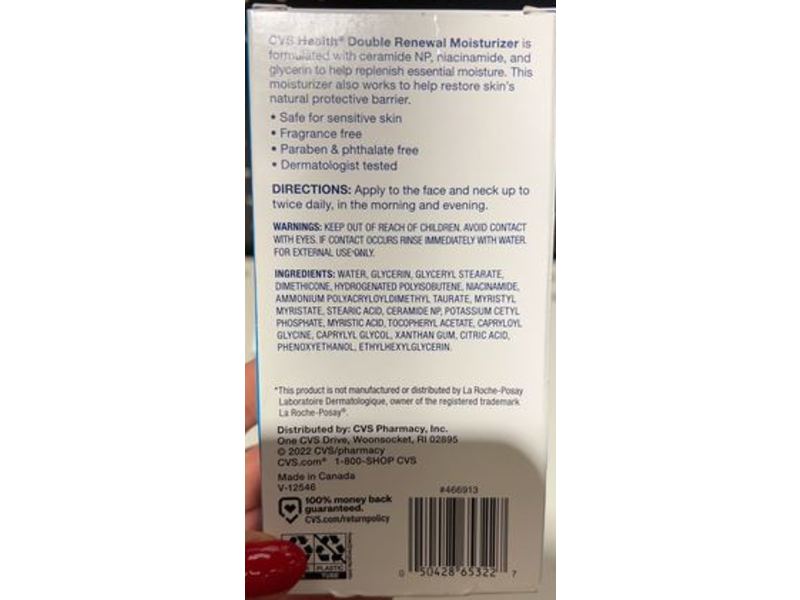 CVS Health® Double Renewal Moisturizer is
formulated with ceramide NP, niacinamide, and
glycerin to help replenish essential moisture. This
moisturizer also works to help restore skin's
natural protective barrier.
• Safe for sensitive skin
• Fragrance free
• Paraben & phthalate free
• Dermatologist tested
DIRECTIONS: Apply to the face and neck up to
twice daily, in the morning and evening.
WARNINGS: KEEP OUT OF REACH OF CHILDREN. AVOID CONTACT
WITH EYES. IF CONTACT OCCURS RINSE IMMEDIATELY WITH WATER.
FOR EXTERNAL USE ONLY.
INGREDIENTS: WATER, GLYCERIN, GLYCERYL STEARATE,
DIMETHICONE, HYDROGENATED POLYISOBUTENE, NIACINAMIDE,
AMMONIUM POLYACRYLOYLDIMETHYL TAURATE, MYRISTYL
MYRISTATE, STEARIC ACID, CERAMIDE NP, POTASSIUM CETYL
PHOSPHATE, MYRISTIC ACID, TOCOPHERYL ACETATE, CAPRYLOYL
GLYCINE, CAPRYLYL GLYCOL, XANTHAN GUM, CITRIC ACID,
PHENOXYETHANOL, ETHYLHEXYLGLYCERIN.
*This product is not manufactured or distributed by La Roche-Posay
Laboratoire Dermatologique, owner of the registered trademark
La Roche-Posay®.
Distributed by: CVS Pharmacy, Inc.
One CVS Drive, Woonsocket, RI 02895
© 2022 CVS/pharmacy
CVS.com® 1-800-SHOP CVS
Made in Canada
V-12546
#466913
100% money back
guaranteed.
CVS.com/returnpolicy
PLASTIC
TUBE
0 50428 65322 7